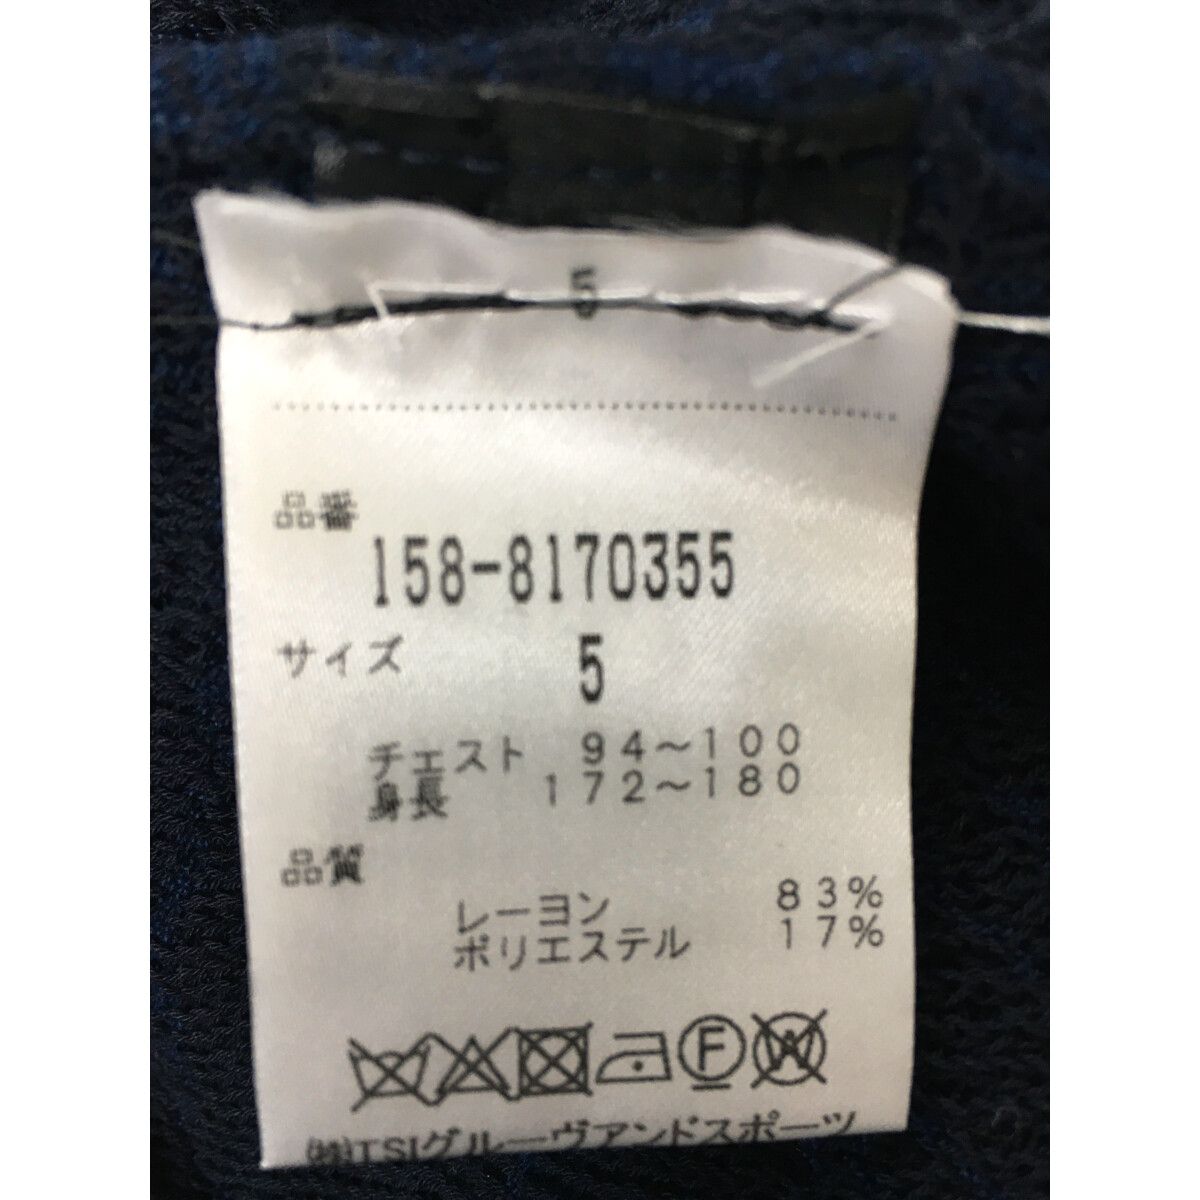 5
品番
158-8170355
サイズ 5
チェスト 94～100
身長 172～180
品質
レーヨン 83%
ポリエステル 17%
F W
㈱TSIグルーヴアンドスポーツ